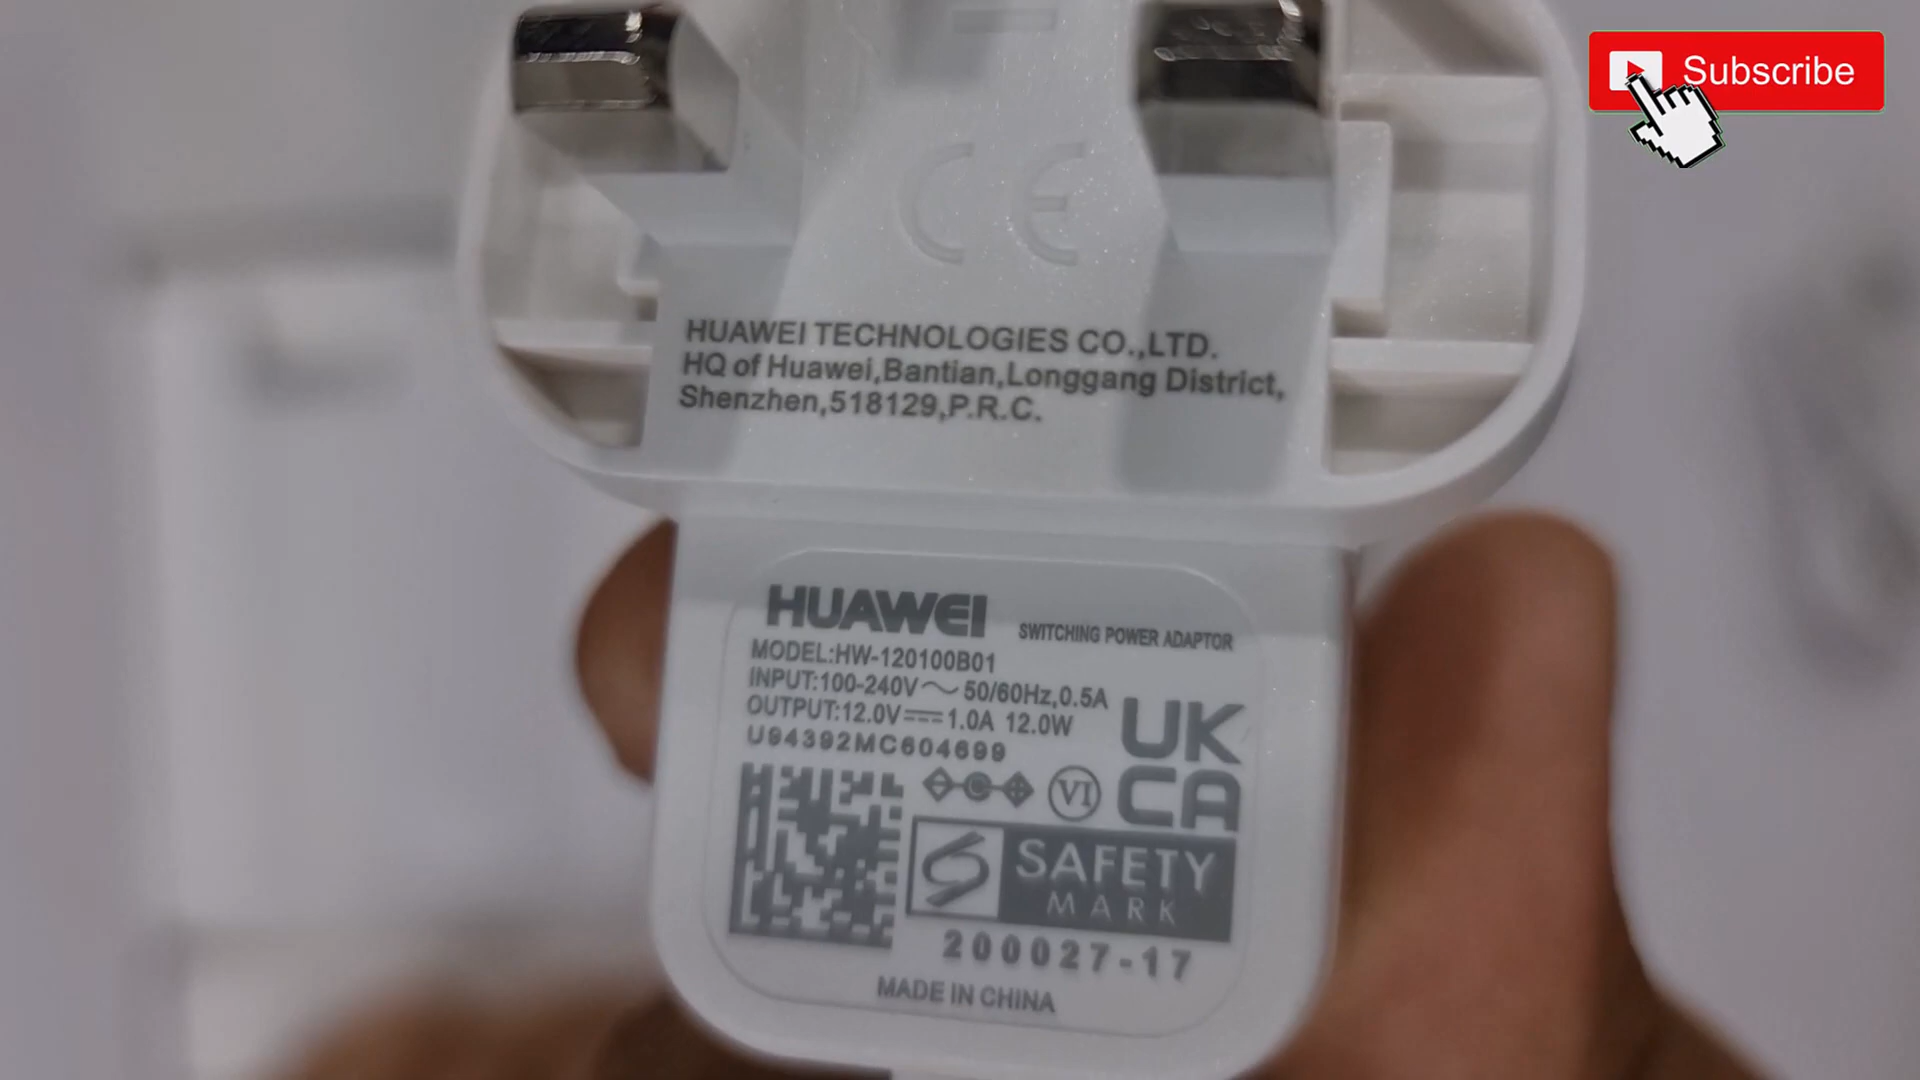 Subscribe
CE
HUAWEI TECHNOLOGIES CO.,LTD.
HQ of Huawei,Bantian,Longgang District,
Shenzhen,518129,P.R.C.
HUAWEI SWITCHING POWER ADAPTOR
MODEL:HW-120100B01
INPUT:100-240V~50/60Hz,0.5A
OUTPUT:12.0V⎓1.0A 12.0W
U94392MC604699
VI
UK
CA
SAFETY
MARK
200027-17
MADE IN CHINA